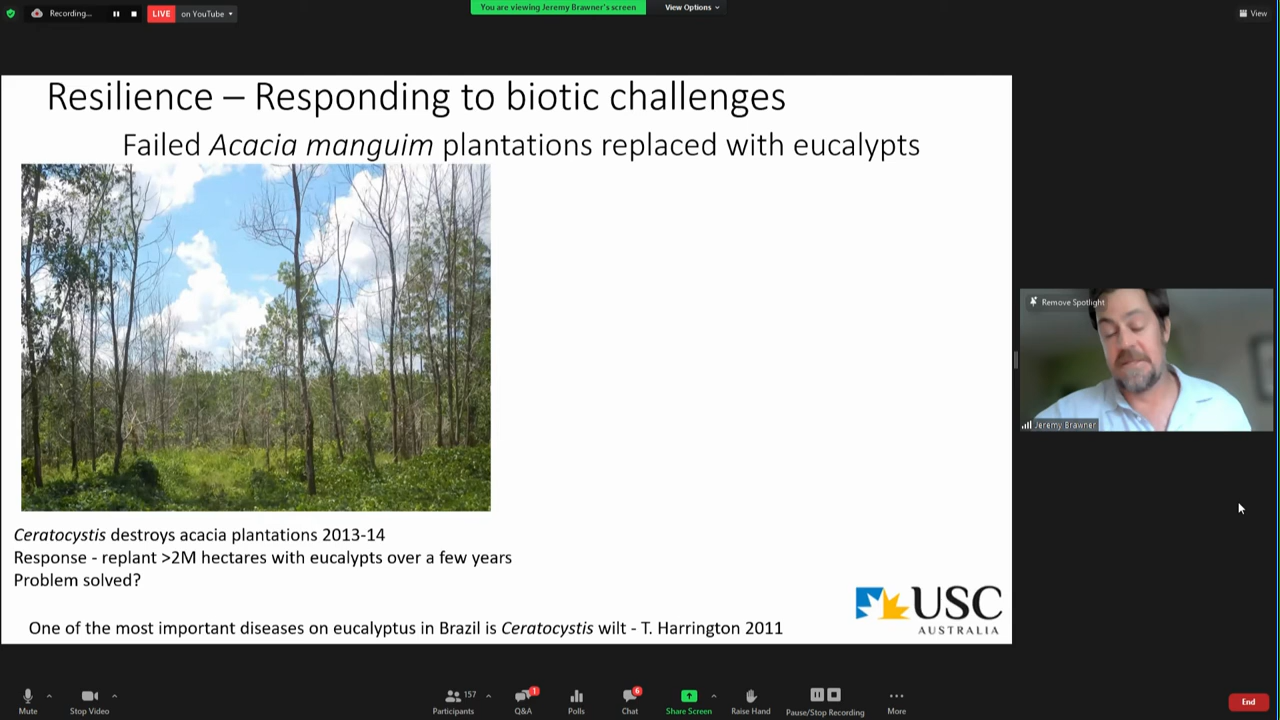 Recording...
LIVE on YouTube
You are viewing Jeremy Brawner's screen
View Options
View
Resilience – Responding to biotic challenges
Failed Acacia manguim plantations replaced with eucalypts
Remove Spotlight
Jeremy Brawner
Ceratocystis destroys acacia plantations 2013-14
Response - replant >2M hectares with eucalypts over a few years
Problem solved?
USC
AUSTRALIA
One of the most important diseases on eucalyptus in Brazil is Ceratocystis wilt - T. Harrington 2011
157
1
6
Mute
Stop Video
Participants
Q&A
Polls
Chat
Share Screen
Raise Hand
Pause/Stop Recording
More
End